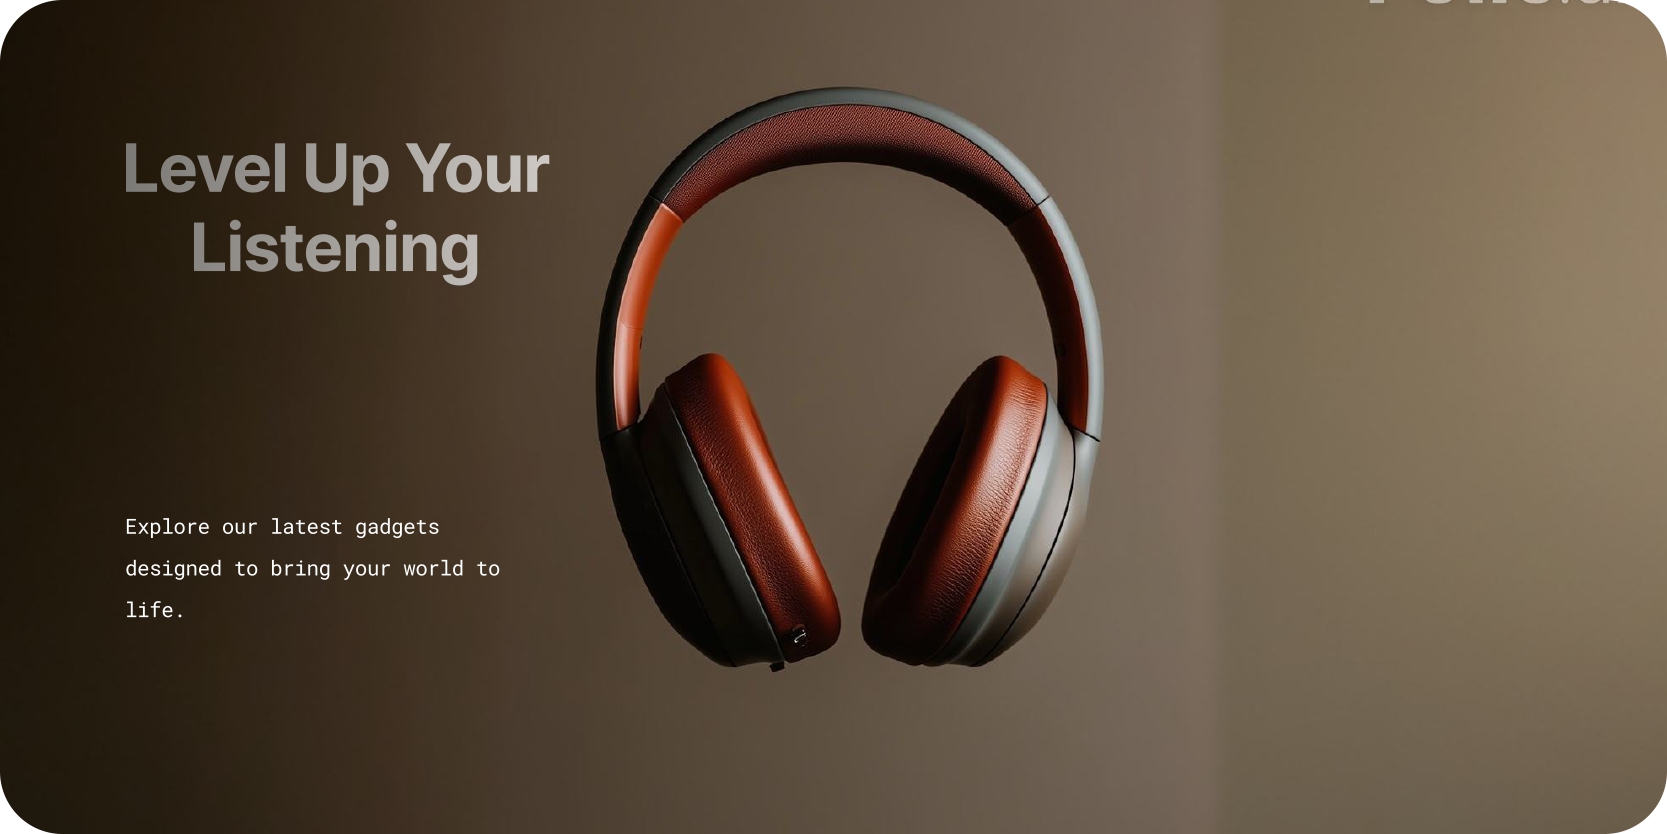 Level Up Your
Listening
Explore our latest gadgets
designed to bring your world to
life.